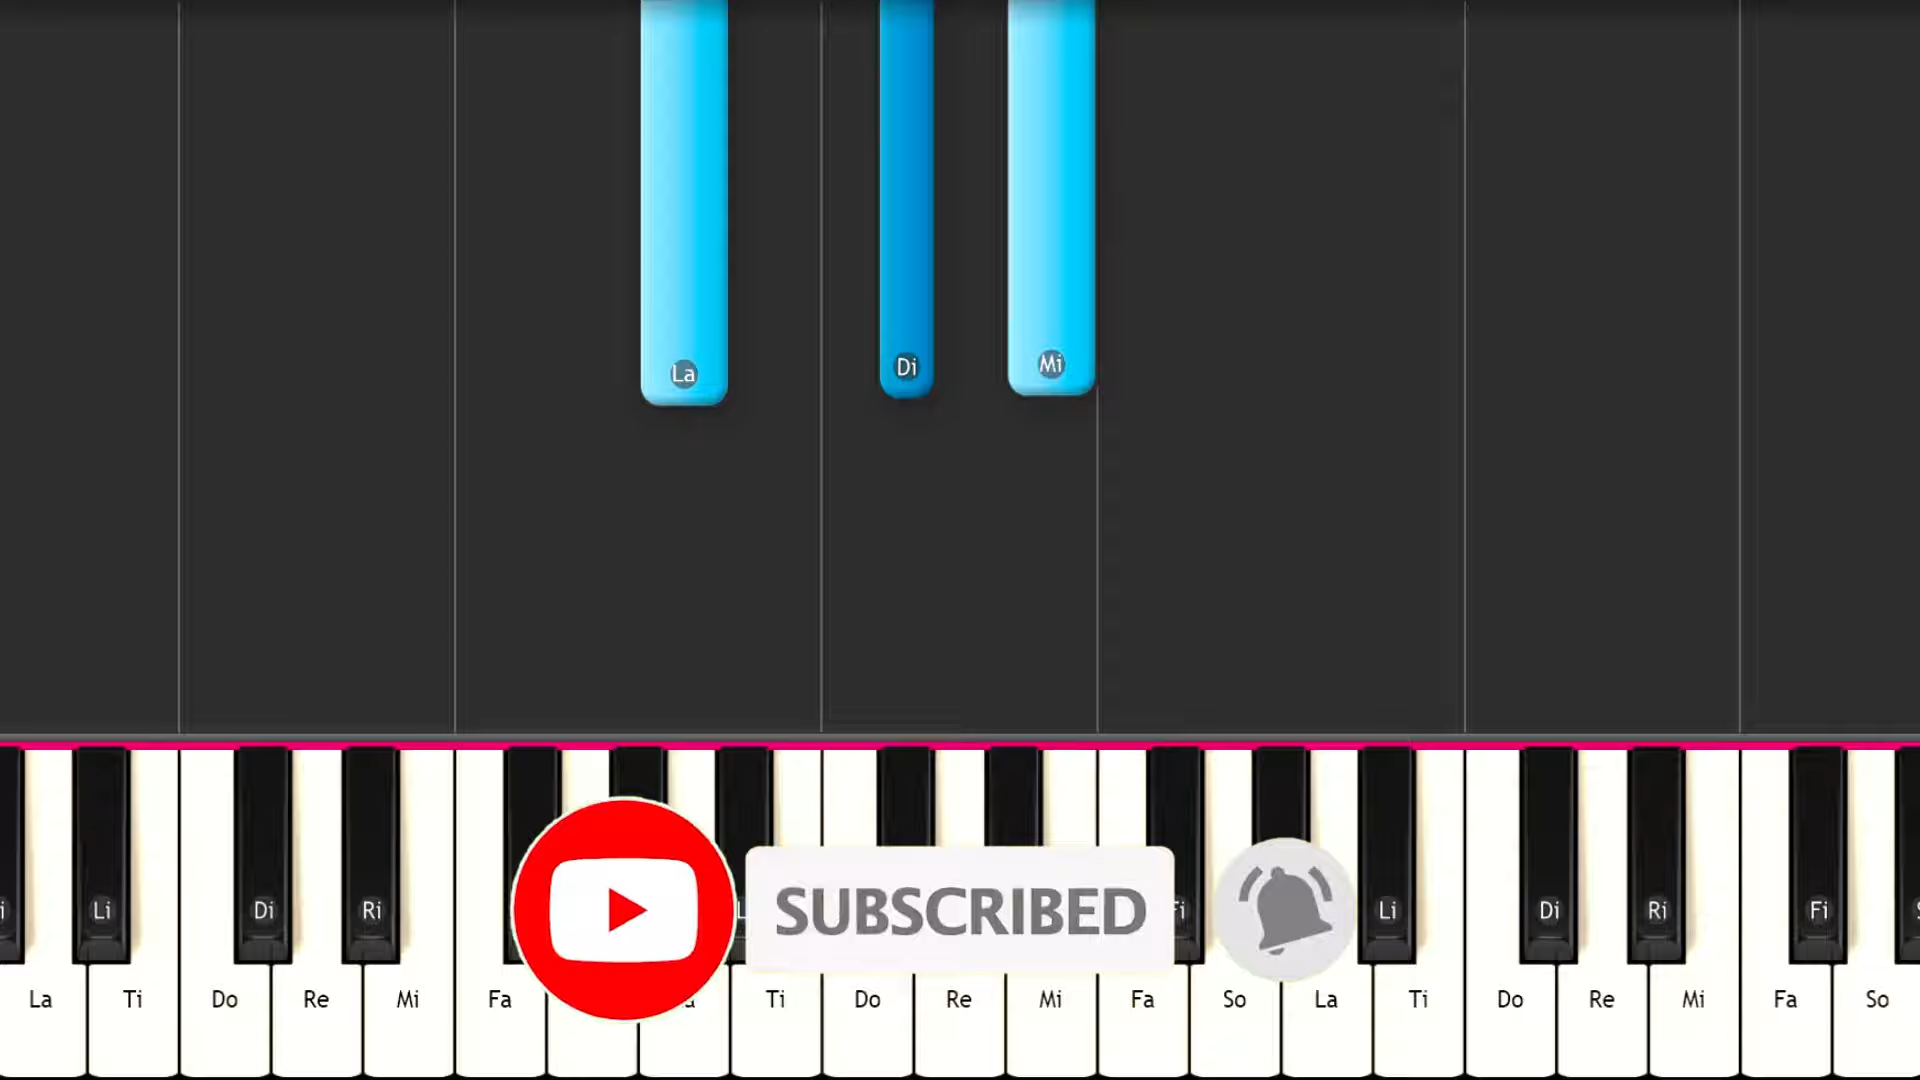 La
Di
Mi
Li Di Ri SUBSCRIBED Fi Li Di Ri Fi
La Ti Do Re Mi Fa Ti Do Re Mi Fa So La Ti Do Re Mi Fa So